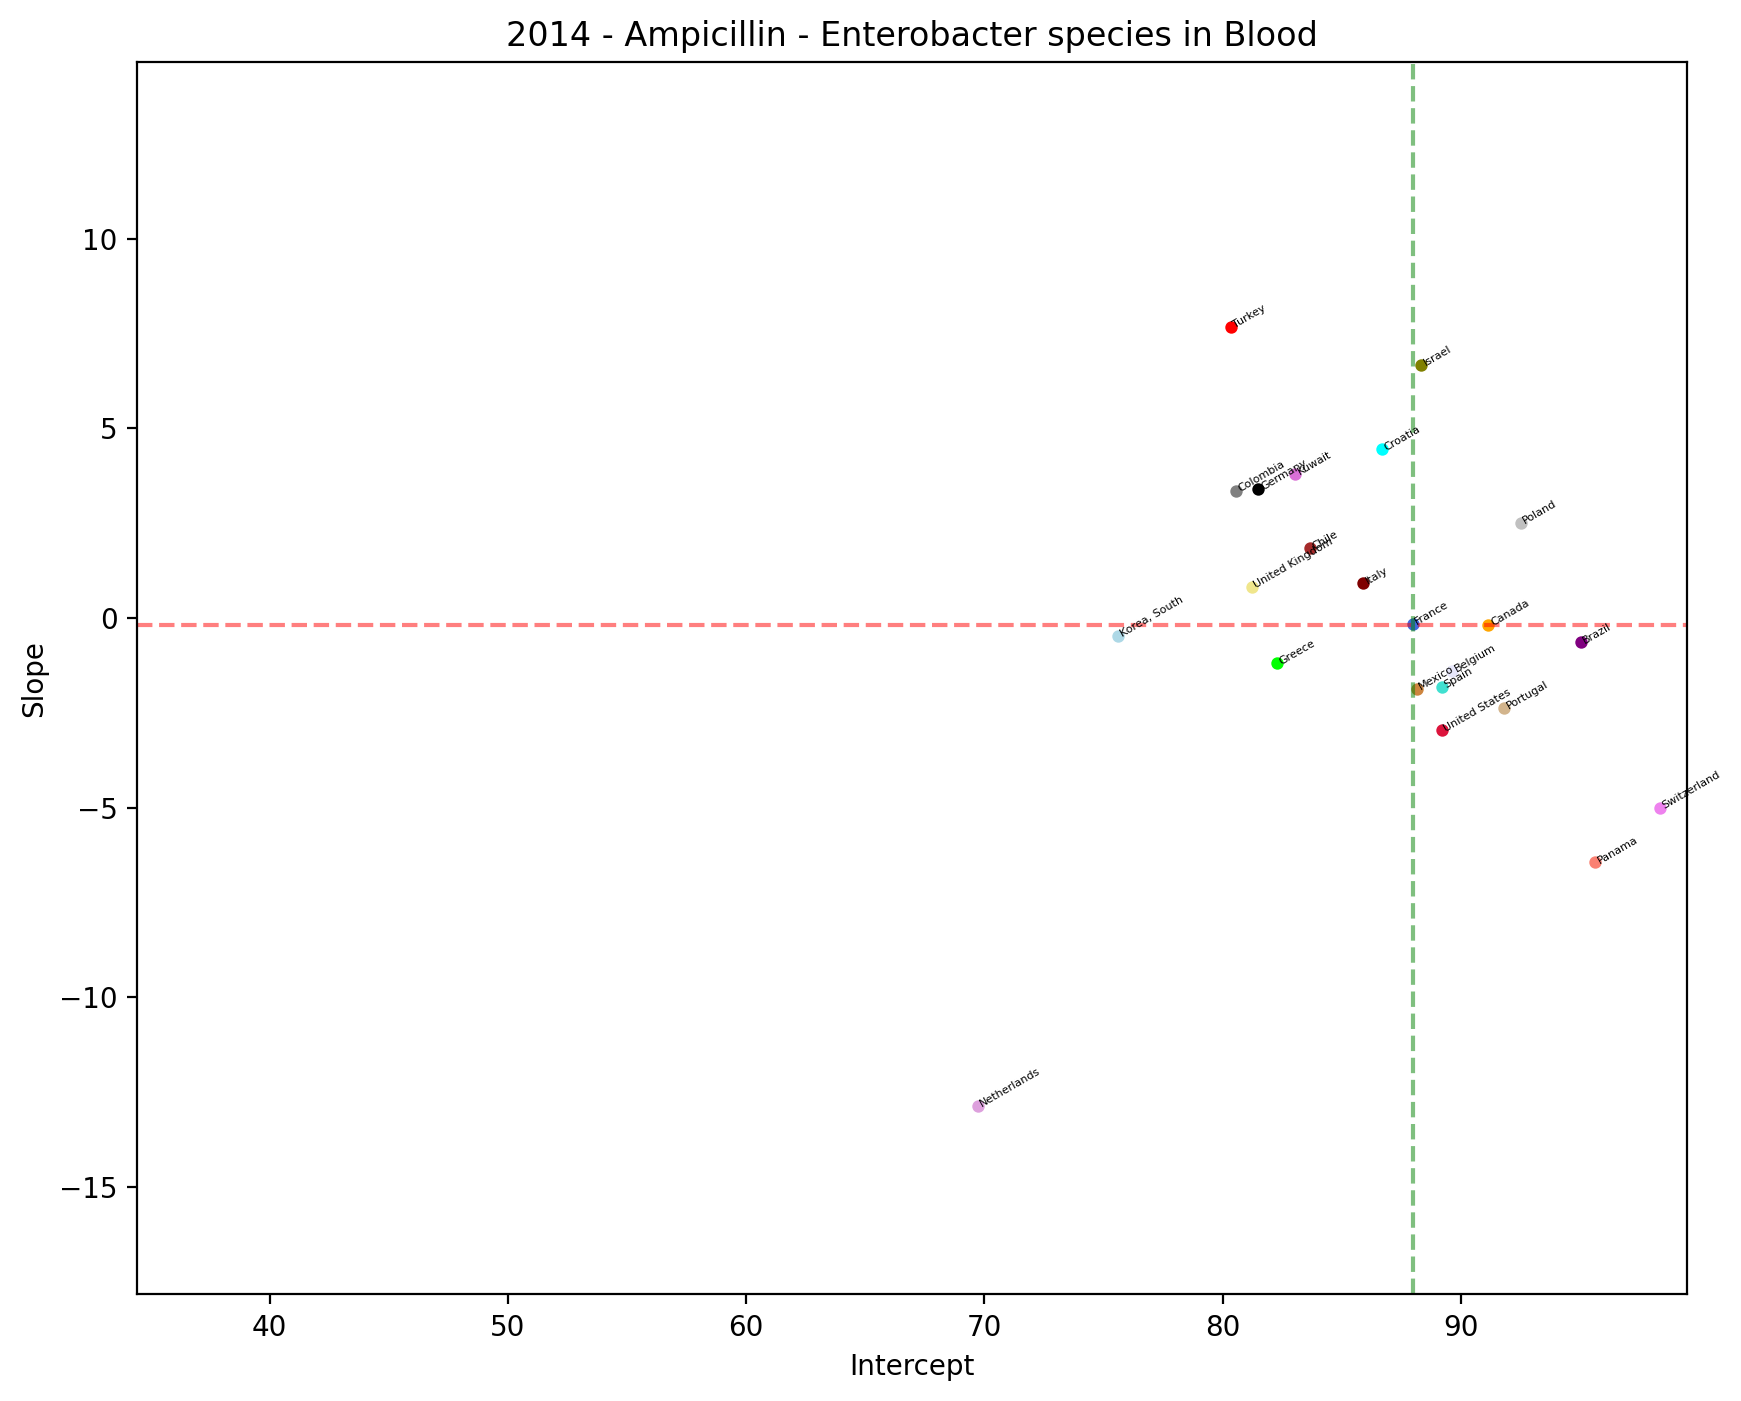 2014 - Ampicillin - Enterobacter species in Blood
10
5
0
−5
−10
−15
Slope
Turkey
Israel
Croatia
Colombia
Germany
Kuwait
Poland
Chile
United Kingdom
Italy
Korea, South
France
Canada
Brazil
Greece
Mexico
Belgium
Spain
Portugal
United States
Switzerland
Panama
Netherlands
40
50
60
70
80
90
Intercept